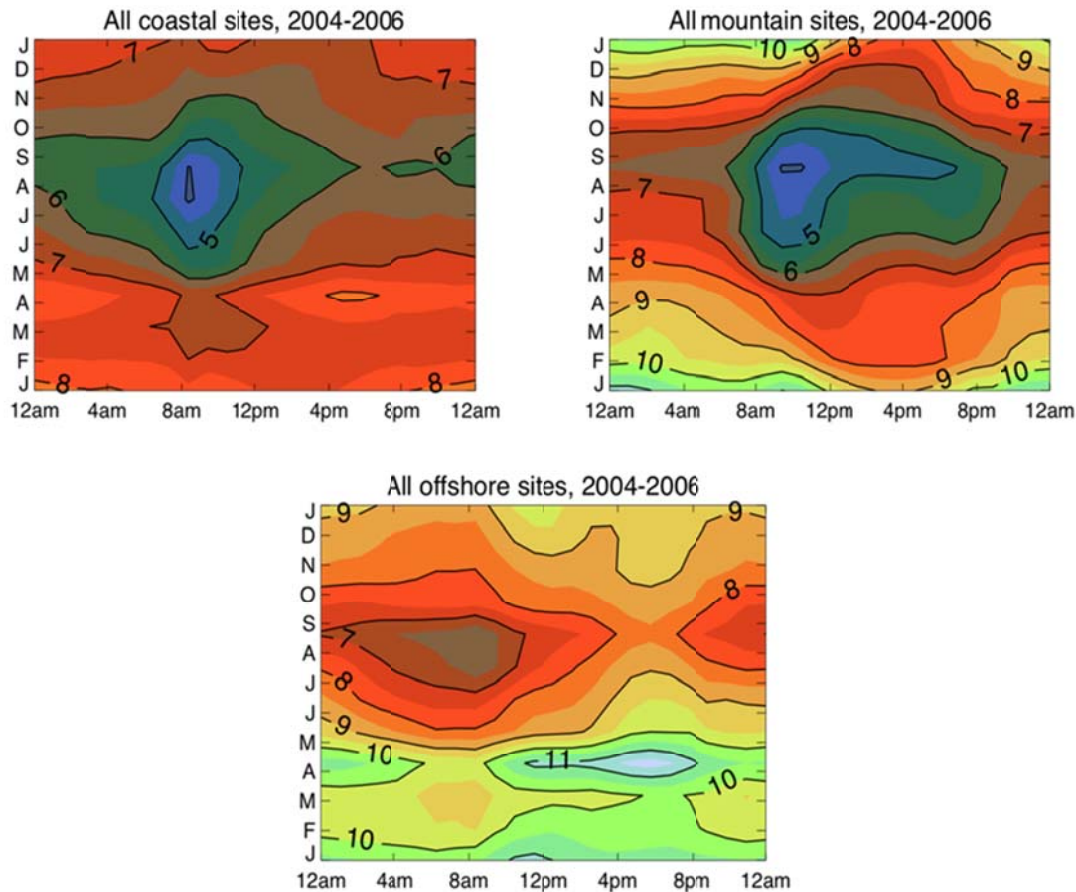 All coastal sites, 2004-2006
J
D
N
O
S
A
J
J
M
A
M
F
J
7
7
6
6
5
7
8
8
12am 4am 8am 12pm 4pm 8pm 12am
All mountain sites, 2004-2006
10 9 8
9
8
7
7
5
6
8
9
10
9 10
12am 4am 8am 12pm 4pm 8pm 12am
All offshore sites, 2004-2006
J
D
N
O
S
A
J
J
M
A
M
F
J
9
9
8
7
8
9
10
11
10
10
12am 4am 8am 12pm 4pm 8pm 12am